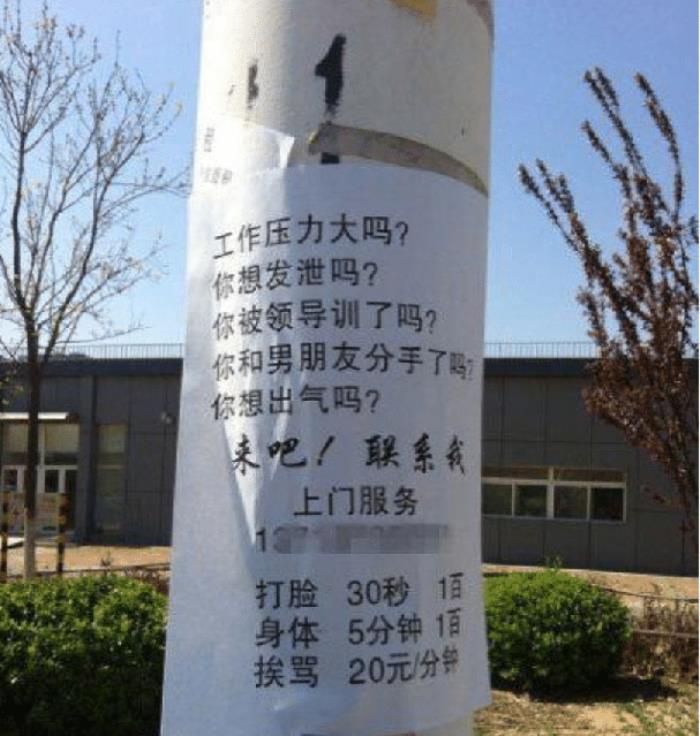 1
工作压力大吗?
你想发泄吗?
你被领导训了吗?
你和男朋友分手了吗?
你想出气吗?
来吧! 联系我
上门服务
打脸 30秒 1百
身体 5分钟 1百
挨骂 20元/分钟